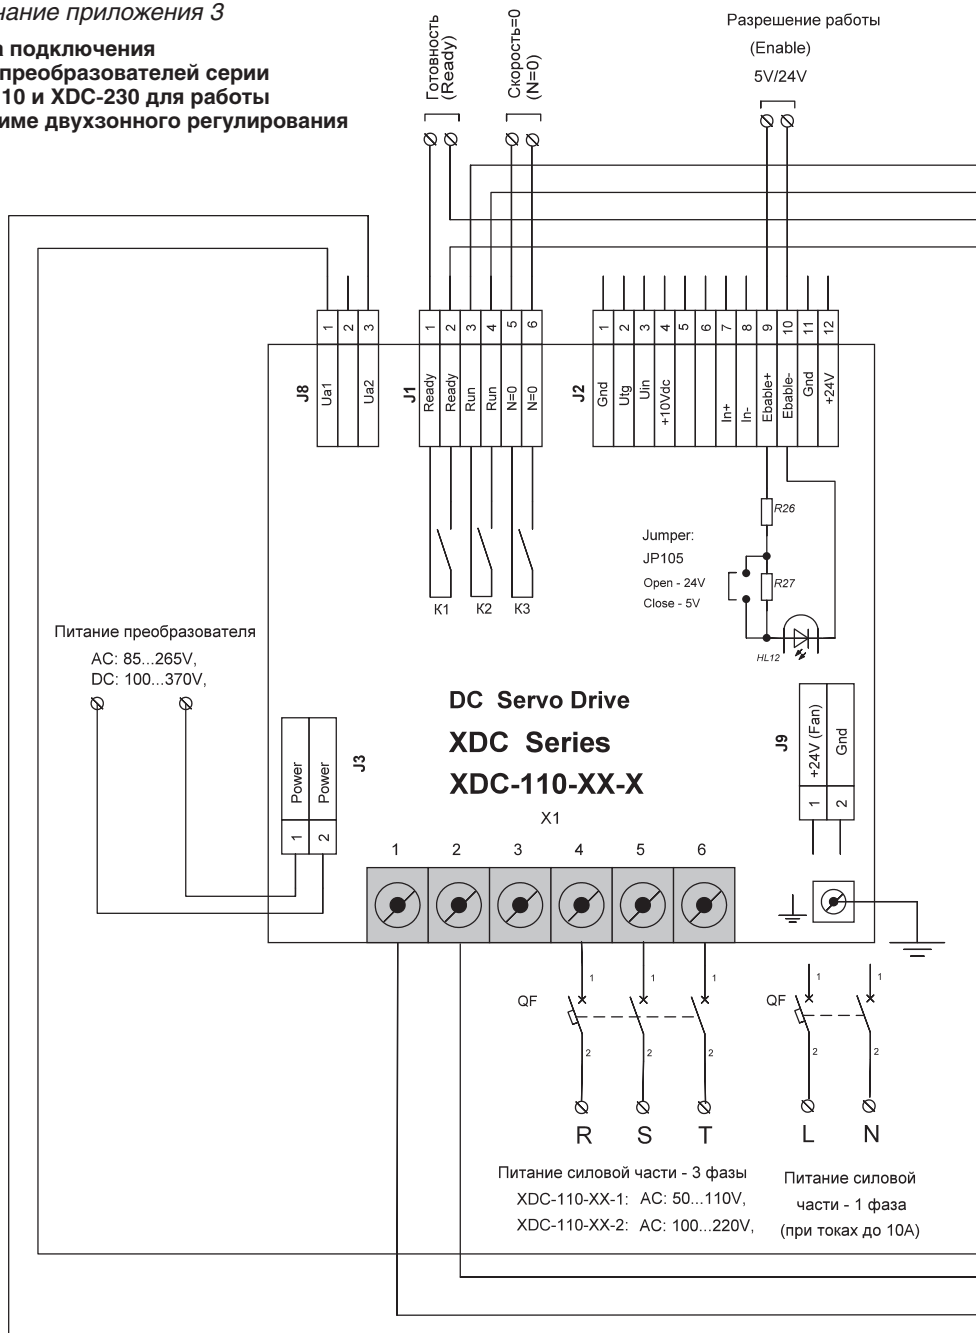 чание приложения 3
а подключения
преобразователей серии
10 и XDC-230 для работы
име двухзонного регулирования
Готовность
(Ready)
Скорость=0
(N=0)
Разрешение работы
(Enable)
5V/24V
1
2
3
J8
Ua1
Ua2
1
2
3
4
5
6
J1
Ready
Ready
Run
Run
N=0
N=0
1
2
3
4
5
6
7
8
9
10
11
12
J2
Gnd
Utg
Uin
+10Vdc
In+
In-
Ebable+
Ebable-
Gnd
+24V
R26
Jumper:
JP105
Open - 24V
Close - 5V
R27
HL12
К1
К2
К3
Питание преобразователя
AC: 85...265V,
DC: 100...370V,
DC Servo Drive
XDC Series
XDC-110-XX-X
X1
J3
Power
Power
1
2
J9
+24V (Fan)
Gnd
1
2
1 2 3 4 5 6
QF
1
1
1
2
2
2
R S T
QF
1
1
2
2
L N
Питание силовой части - 3 фазы
XDC-110-XX-1: AC: 50...110V,
XDC-110-XX-2: AC: 100...220V,
Питание силовой
части - 1 фаза
(при токах до 10А)